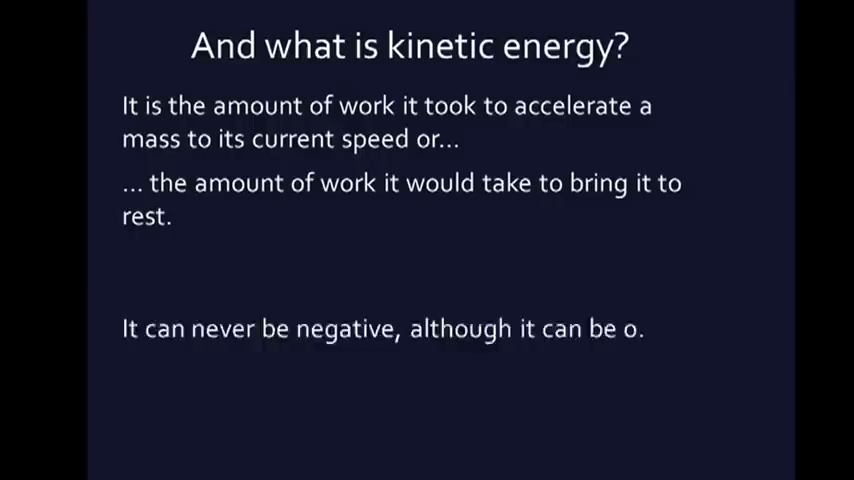 And what is kinetic energy?
It is the amount of work it took to accelerate a
mass to its current speed or...
... the amount of work it would take to bring it to
rest.
It can never be negative, although it can be 0.